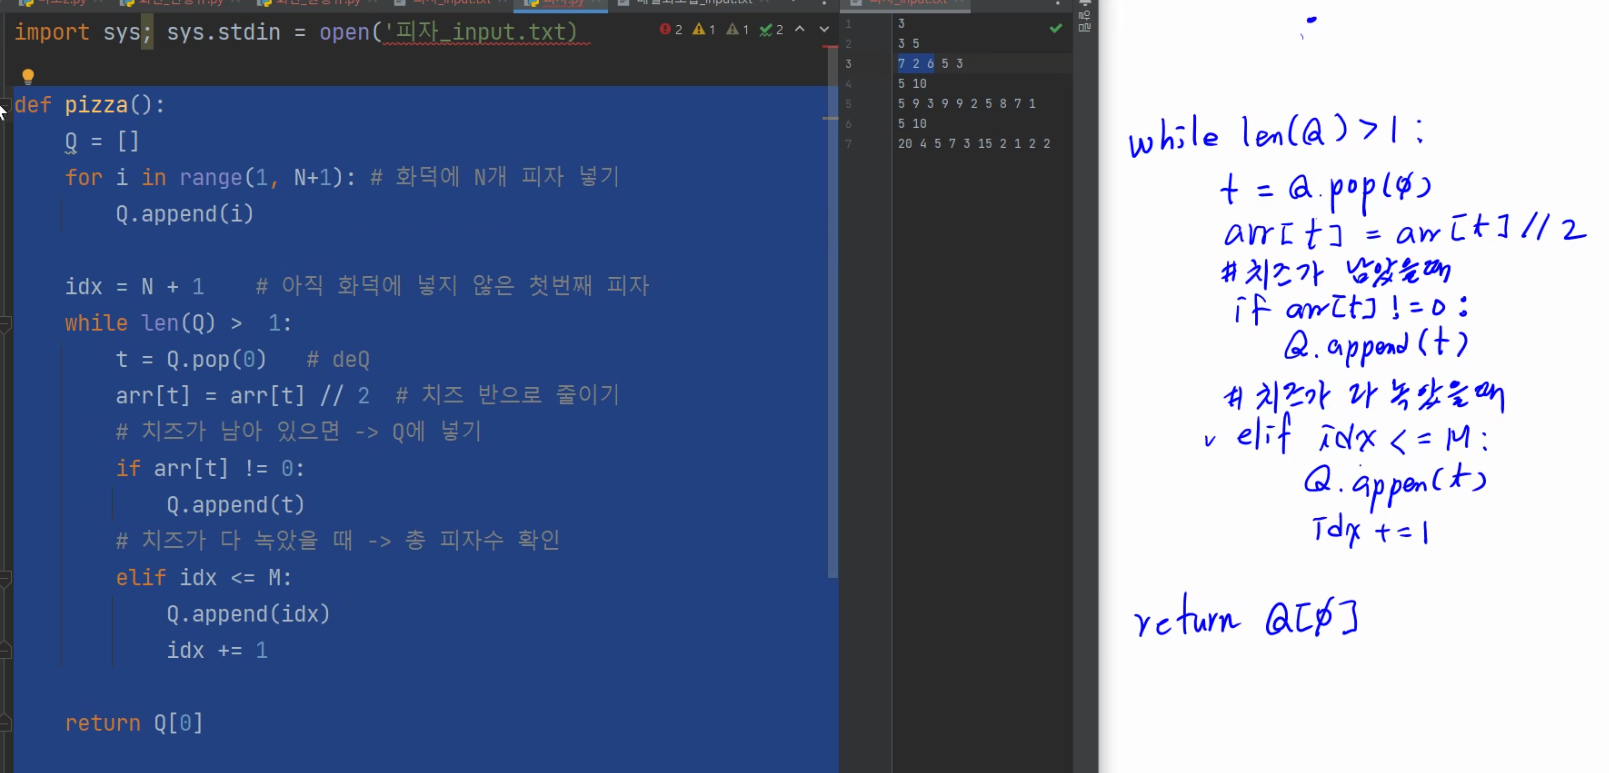 import sys; sys.stdin = open('피자_input.txt)
2 1 1 2
def pizza():
Q = []
for i in range(1, N+1): # 화덕에 N개 피자 넣기
Q.append(i)
idx = N + 1 # 아직 화덕에 넣지 않은 첫번째 피자
while len(Q) > 1:
t = Q.pop(0) # deQ
arr[t] = arr[t] // 2 # 치즈 반으로 줄이기
# 치즈가 남아 있으면 -> Q에 넣기
if arr[t] != 0:
Q.append(t)
# 치즈가 다 녹았을 때 -> 총 피자수 확인
elif idx <= M:
Q.append(idx)
idx += 1
return Q[0]
1 3
2 3 5
3 7 2 6 5 3
4 5 10
5 5 9 3 9 9 2 5 8 7 1
6 5 10
7 20 4 5 7 3 15 2 1 2 2
알림
while len(Q) > 1 :
t = Q.pop(0)
arr[t] = arr[t] // 2
# 치즈가 남았을때
if arr[t] != 0 :
Q.append(t)
# 치즈가 다 녹았을때
v elif idx <= M :
Q.appen(t)
idx += 1
return Q[0]